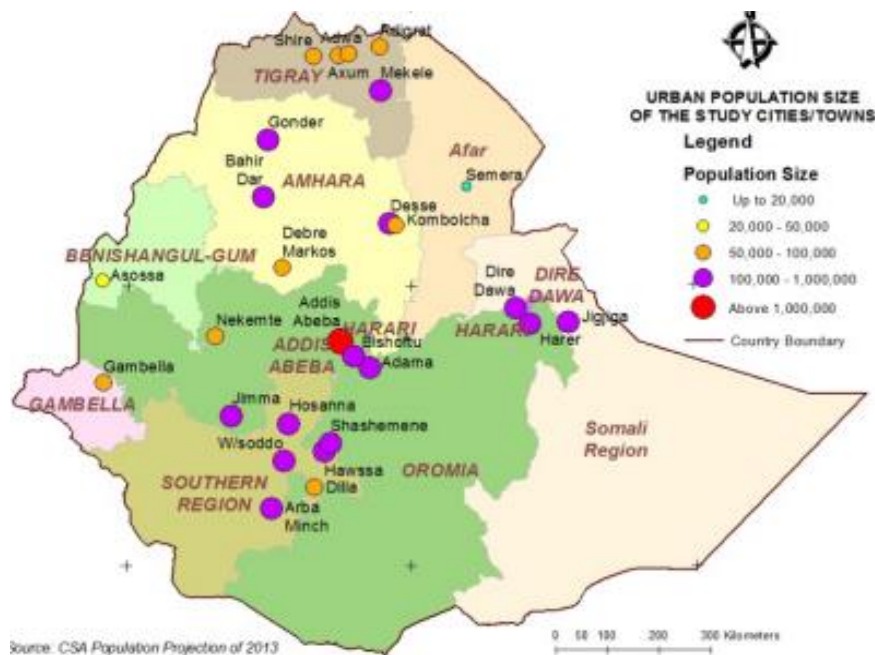 Shire
Adwa
Adigrat
Axum
Mekele
TIGRAY
Gonder
Bahir
Dar
AMHARA
Afar
Semera
Desse
Kombolcha
Debre
Markos
BENISHANGUL-GUM
Asossa
Dire
Dawa
DIRE
DAWA
Addis
Abeba
HARARI
HARARI
Jigjiga
Harer
Nekemte
ADDIS
ABEBA
Bishoftu
Adama
Gambella
GAMBELLA
Jimma
Hosanna
Shashemene
W/soddo
Hawssa
Dilla
SOUTHERN
REGION
OROMIA
Somali
Region
Arba
Minch
URBAN POPULATION SIZE
OF THE STUDY CITIES/TOWNS
Legend
Population Size
Up to 20,000
20,000 - 50,000
50,000 - 100,000
100,000 - 1,000,000
Above 1,000,000
Country Boundary
Source: CSA Population Projection of 2013
0 50 100 200 300 Kilometers